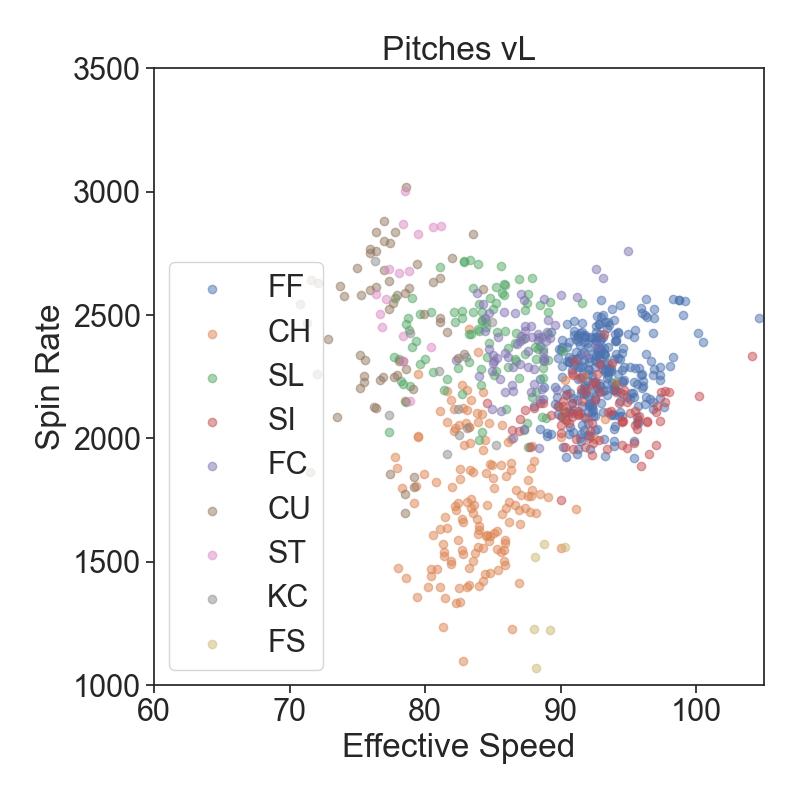 Pitches vL
3500
3000
2500
2000
1500
1000
Spin Rate
FF
CH
SL
SI
FC
CU
ST
KC
FS
60 70 80 90 100
Effective Speed